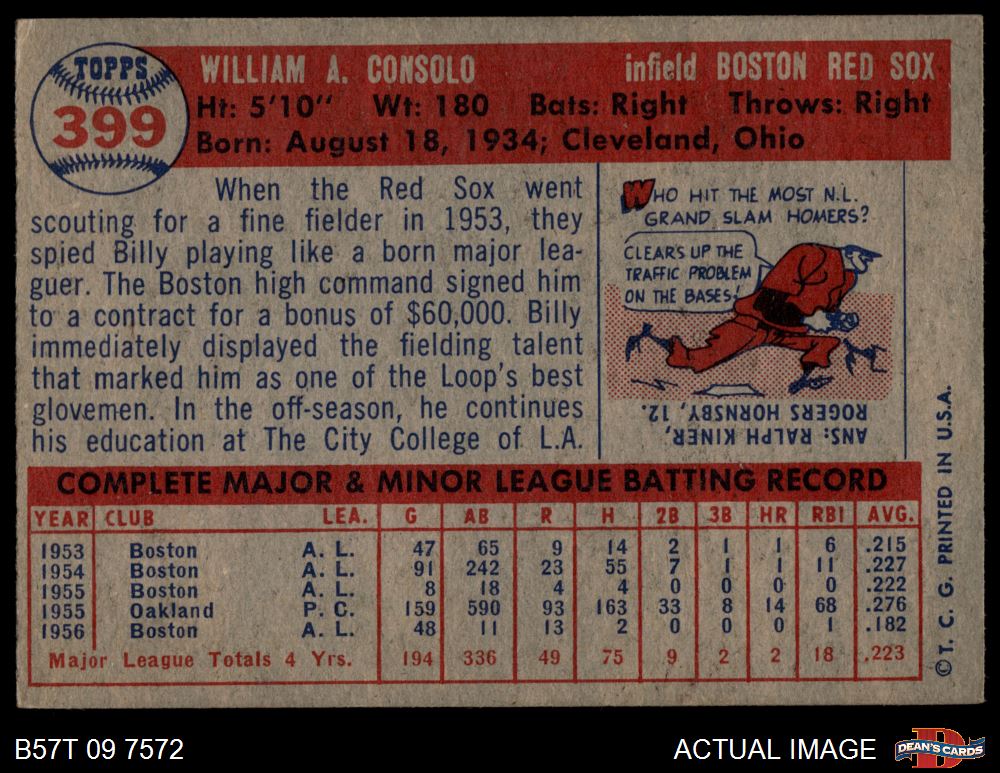 TOPPS
399
WILLIAM A. CONSOLO infield BOSTON RED SOX
Ht: 5'10" Wt: 180 Bats: Right Throws: Right
Born: August 18, 1934; Cleveland, Ohio
When the Red Sox went
scouting for a fine fielder in 1953, they
spied Billy playing like a born major lea-
guer. The Boston high command signed him
to a contract for a bonus of $60,000. Billy
immediately displayed the fielding talent
that marked him as one of the Loop's best
glovemen. In the off-season, he continues
his education at The City College of L.A.
WHO HIT THE MOST N.L.
GRAND SLAM HOMERS?
CLEARS UP THE
TRAFFIC PROBLEM
ON THE BASES!
ANS: RALPH KINER,
ROGERS HORNSBY, 12.
COMPLETE MAJOR & MINOR LEAGUE BATTING RECORD
YEAR CLUB LEA. G AB R H 2B 3B HR RBI AVG.
1953 Boston A. L. 47 65 9 14 2 1 1 6 .215
1954 Boston A. L. 91 242 23 55 7 1 1 11 .227
1955 Boston A. L. 8 18 4 4 0 0 0 0 .222
1955 Oakland P. C. 159 590 93 163 33 8 14 68 .276
1956 Boston A. L. 48 11 13 2 0 0 0 1 .182
Major League Totals 4 Yrs. 194 336 49 75 9 2 2 18 .223
© T. C. G. PRINTED IN U.S.A.
B57T 09 7572 ACTUAL IMAGE
D
DEAN'S CARDS